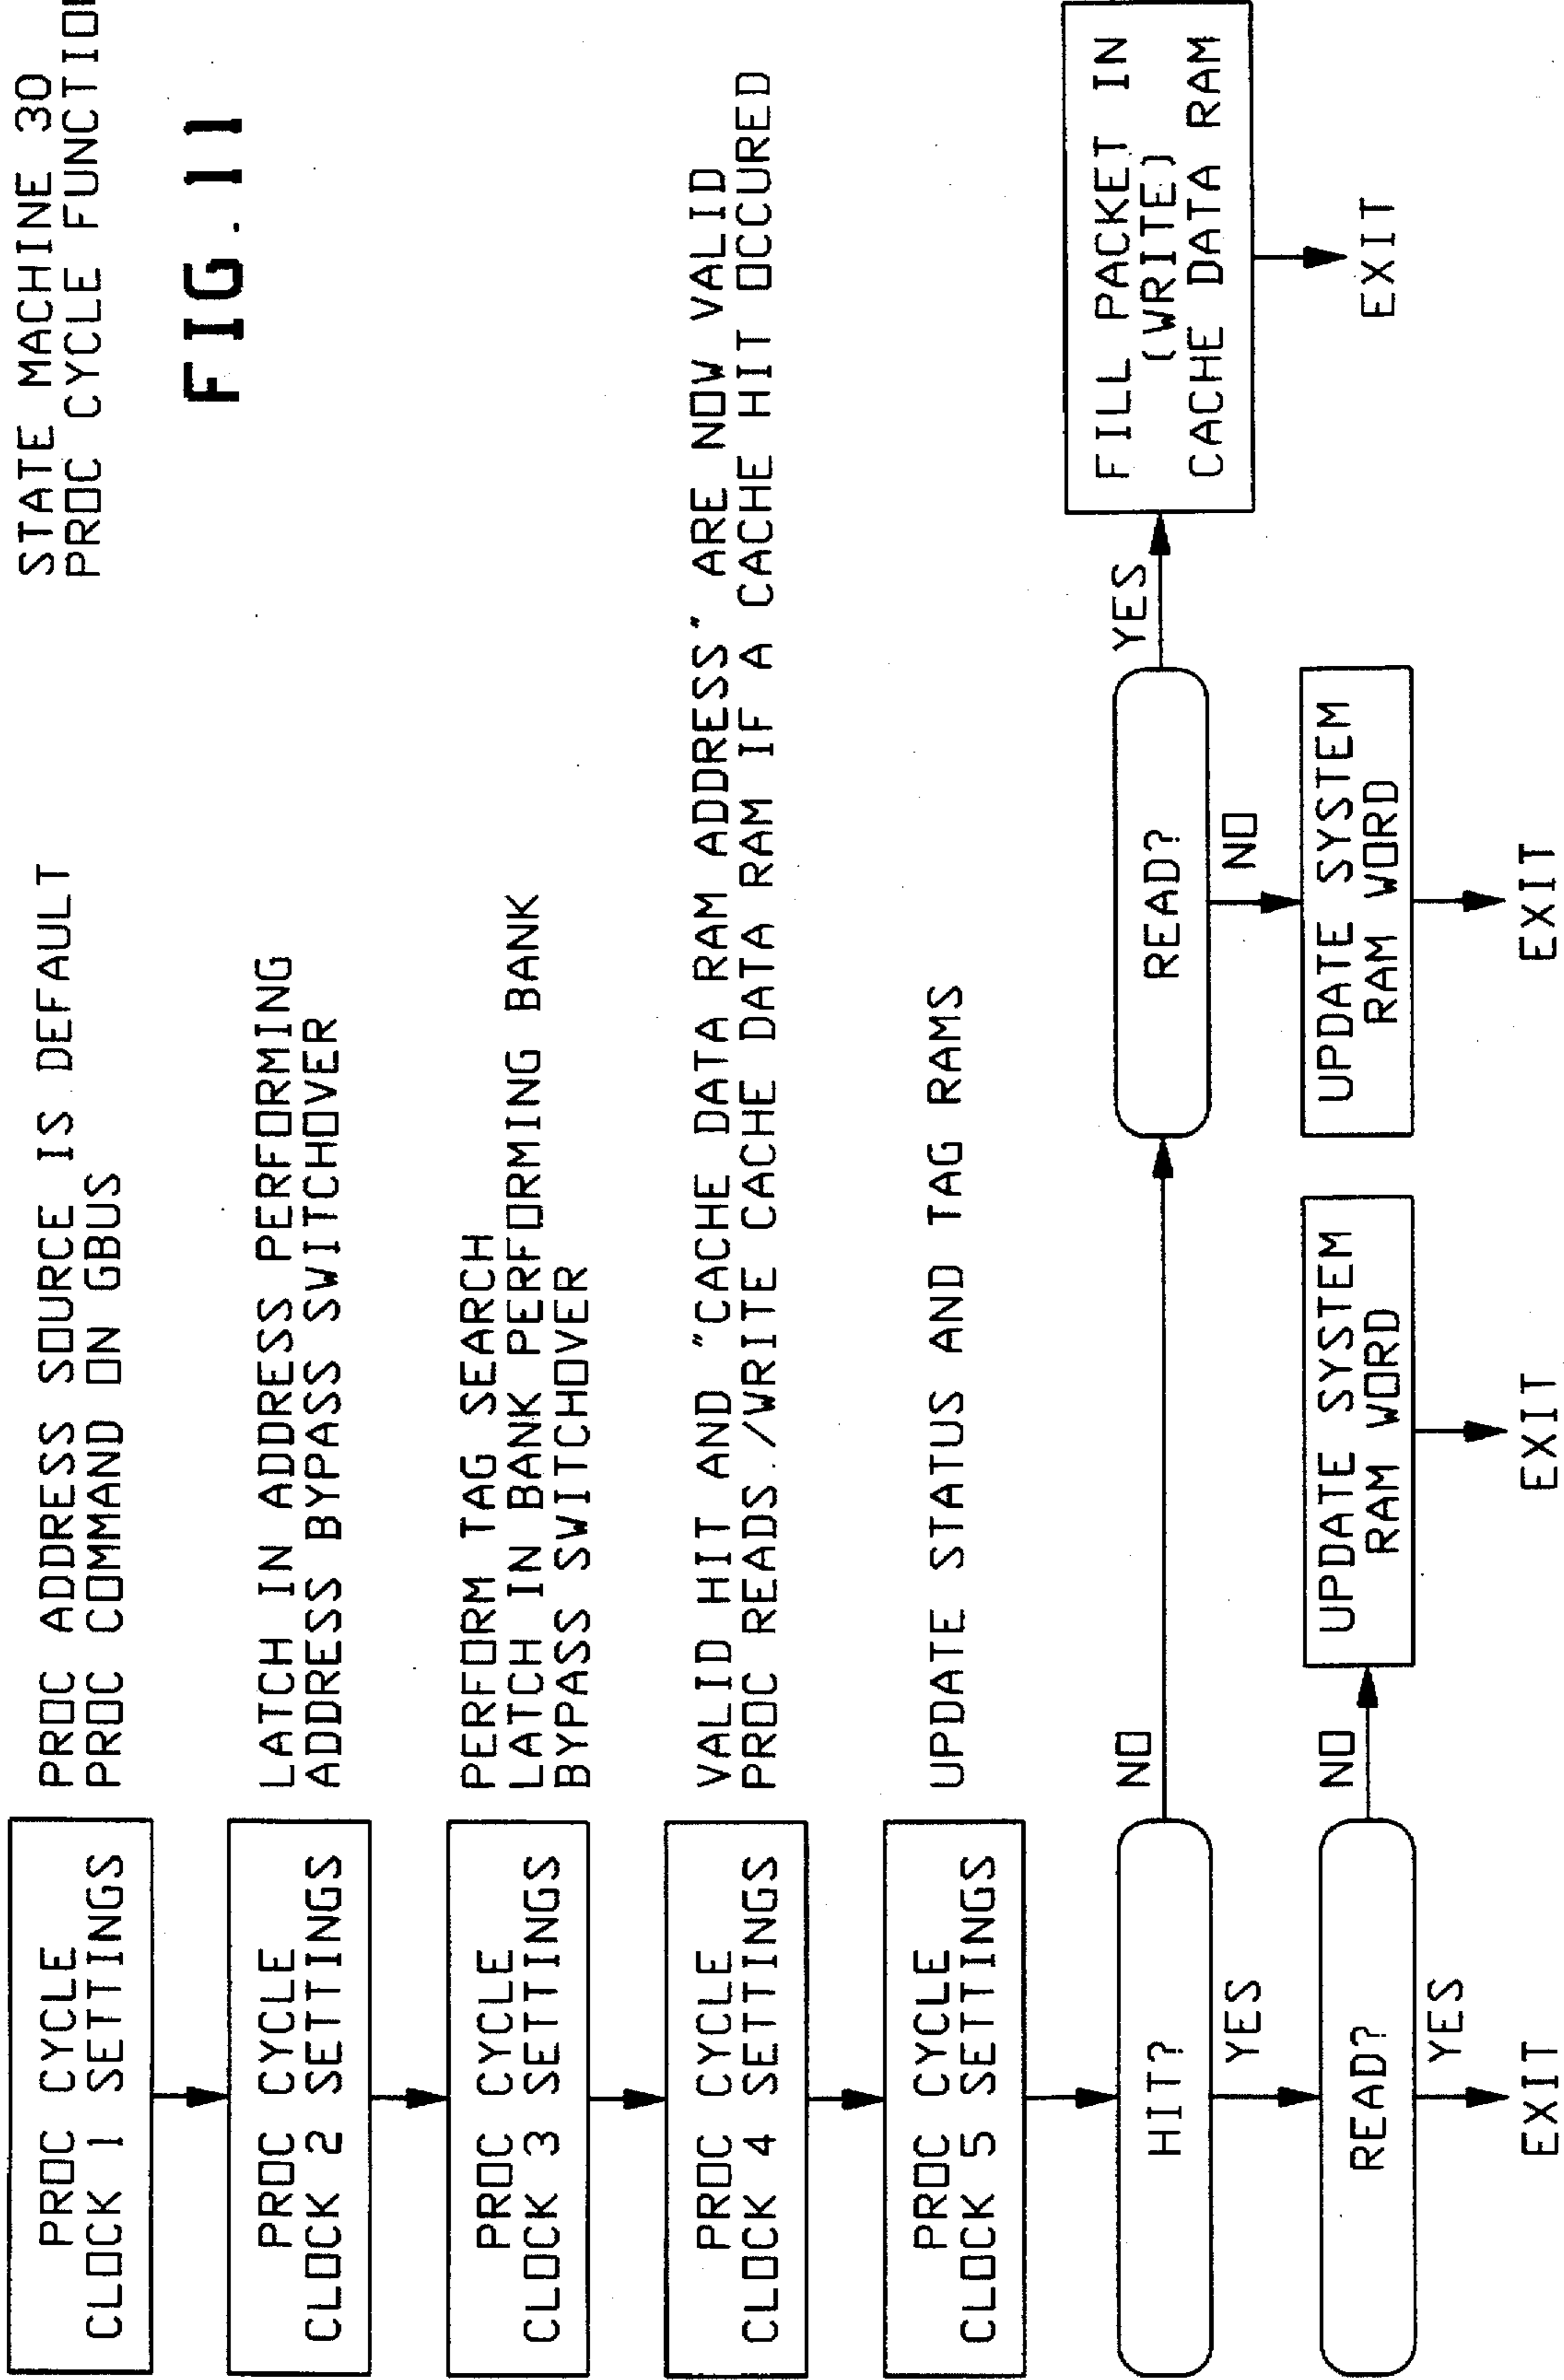 STATE MACHINE 30
PROC CYCLE FUNCTION
FIG. 11
PROC CYCLE
CLOCK 1 SETTINGS
PROC ADDRESS SOURCE IS DEFAULT
PROC COMMAND ON GBUS
PROC CYCLE
CLOCK 2 SETTINGS
LATCH IN ADDRESS PERFORMING
ADDRESS BYPASS SWITCHOVER
PROC CYCLE
CLOCK 3 SETTINGS
PERFORM TAG SEARCH
LATCH IN BANK PERFORMING BANK
BYPASS SWITCHOVER
PROC CYCLE
CLOCK 4 SETTINGS
VALID HIT AND "CACHE DATA RAM ADDRESS" ARE NOW VALID
PROC READS/WRITE CACHE DATA RAM IF A CACHE HIT OCCURED
PROC CYCLE
CLOCK 5 SETTINGS
UPDATE STATUS AND TAG RAMS
HIT?
NO
READ?
YES
FILL PACKET IN
(WRITE)
CACHE DATA RAM
EXIT
YES
NO
READ?
NO
UPDATE SYSTEM
RAM WORD
UPDATE SYSTEM
RAM WORD
YES
EXIT
EXIT
EXIT